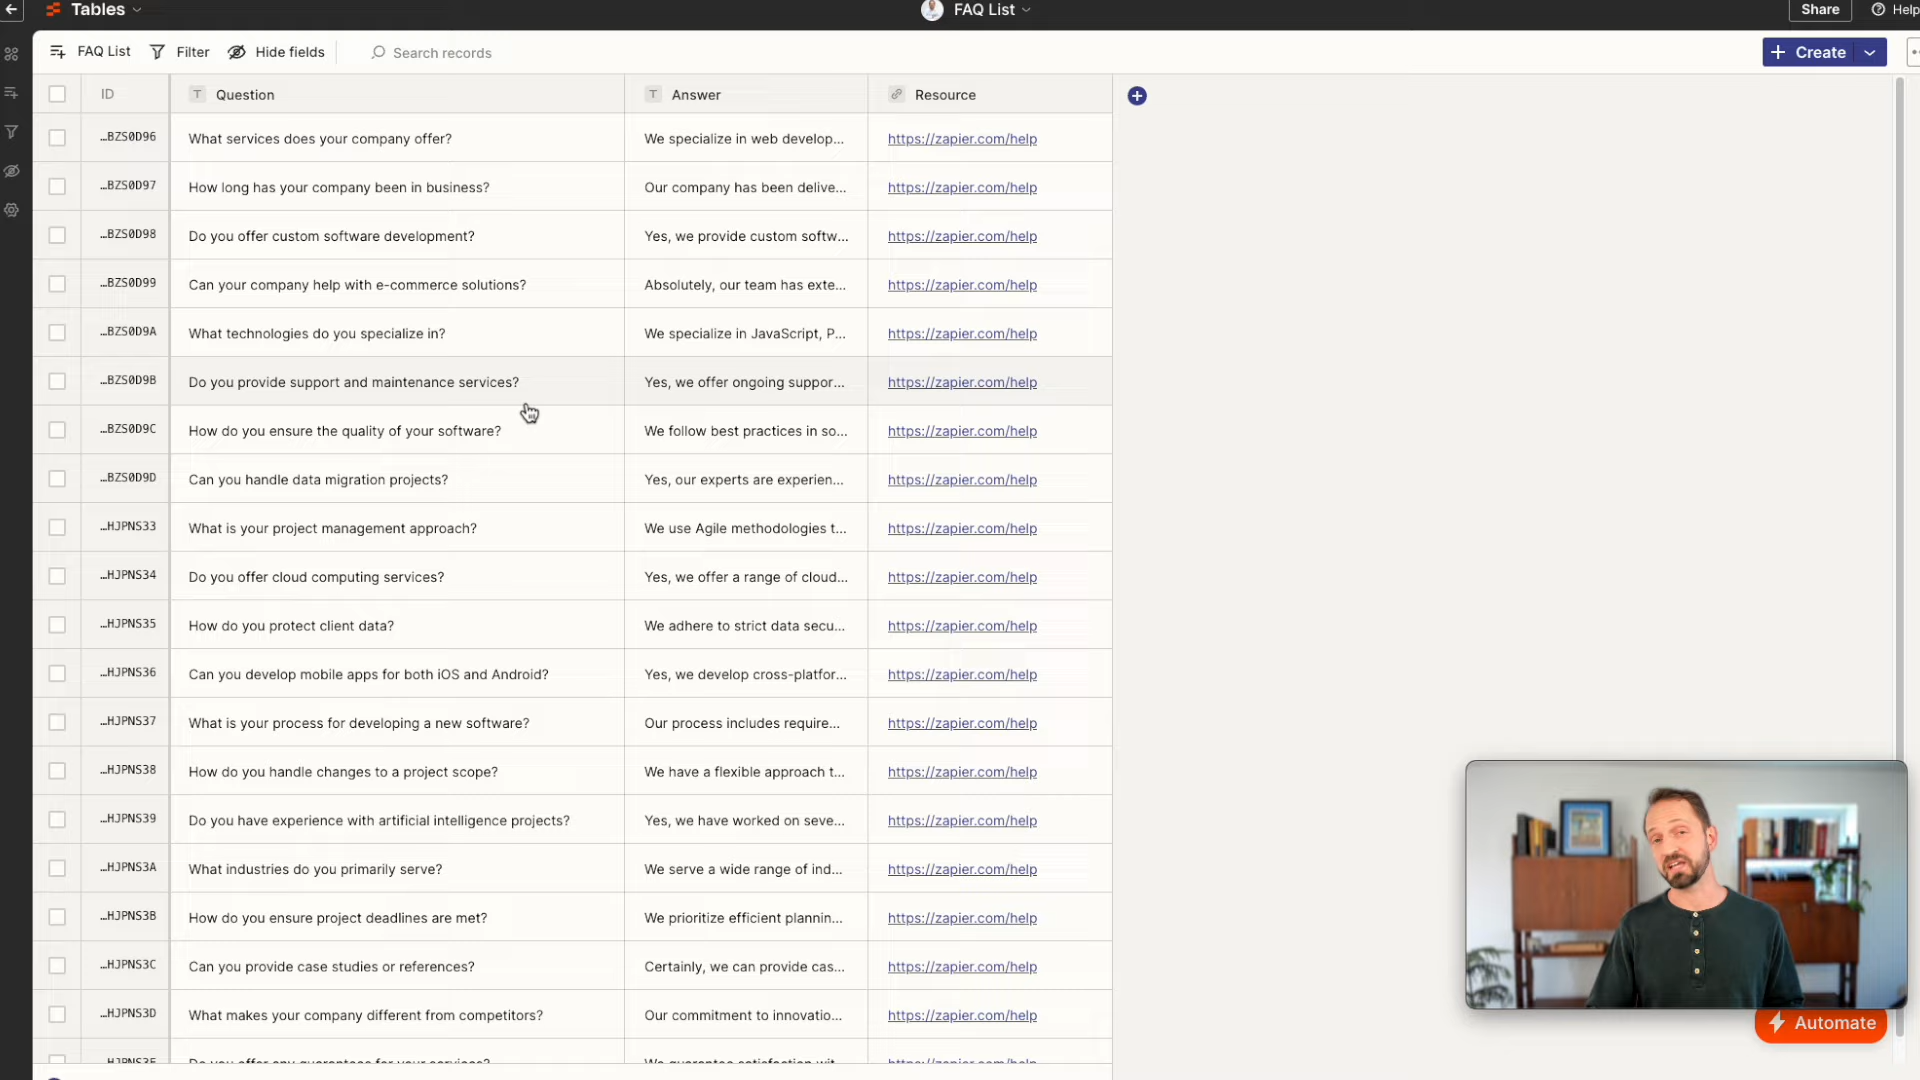 Tables
FAQ List
Share
Help
FAQ List Filter Hide fields Search records
Create
ID Question Answer Resource
...BZS0D96 What services does your company offer? We specialize in web develop... https://zapier.com/help
...BZS0D97 How long has your company been in business? Our company has been delive... https://zapier.com/help
...BZS0D98 Do you offer custom software development? Yes, we provide custom softw... https://zapier.com/help
...BZS0D99 Can your company help with e-commerce solutions? Absolutely, our team has exte... https://zapier.com/help
...BZS0D9A What technologies do you specialize in? We specialize in JavaScript, P... https://zapier.com/help
...BZS0D9B Do you provide support and maintenance services? Yes, we offer ongoing suppor... https://zapier.com/help
...BZS0D9C How do you ensure the quality of your software? We follow best practices in so... https://zapier.com/help
...BZS0D9D Can you handle data migration projects? Yes, our experts are experien... https://zapier.com/help
...HJPNS33 What is your project management approach? We use Agile methodologies t... https://zapier.com/help
...HJPNS34 Do you offer cloud computing services? Yes, we offer a range of cloud... https://zapier.com/help
...HJPNS35 How do you protect client data? We adhere to strict data secu... https://zapier.com/help
...HJPNS36 Can you develop mobile apps for both iOS and Android? Yes, we develop cross-platfor... https://zapier.com/help
...HJPNS37 What is your process for developing a new software? Our process includes require... https://zapier.com/help
...HJPNS38 How do you handle changes to a project scope? We have a flexible approach t... https://zapier.com/help
...HJPNS39 Do you have experience with artificial intelligence projects? Yes, we have worked on seve... https://zapier.com/help
...HJPNS3A What industries do you primarily serve? We serve a wide range of ind... https://zapier.com/help
...HJPNS3B How do you ensure project deadlines are met? We prioritize efficient plannin... https://zapier.com/help
...HJPNS3C Can you provide case studies or references? Certainly, we can provide cas... https://zapier.com/help
...HJPNS3D What makes your company different from competitors? Our commitment to innovatio... https://zapier.com/help
...HJPNS3E Do you offer any guarantees for your services? We guarantee satisfaction wit... https://zapier.com/help
Automate